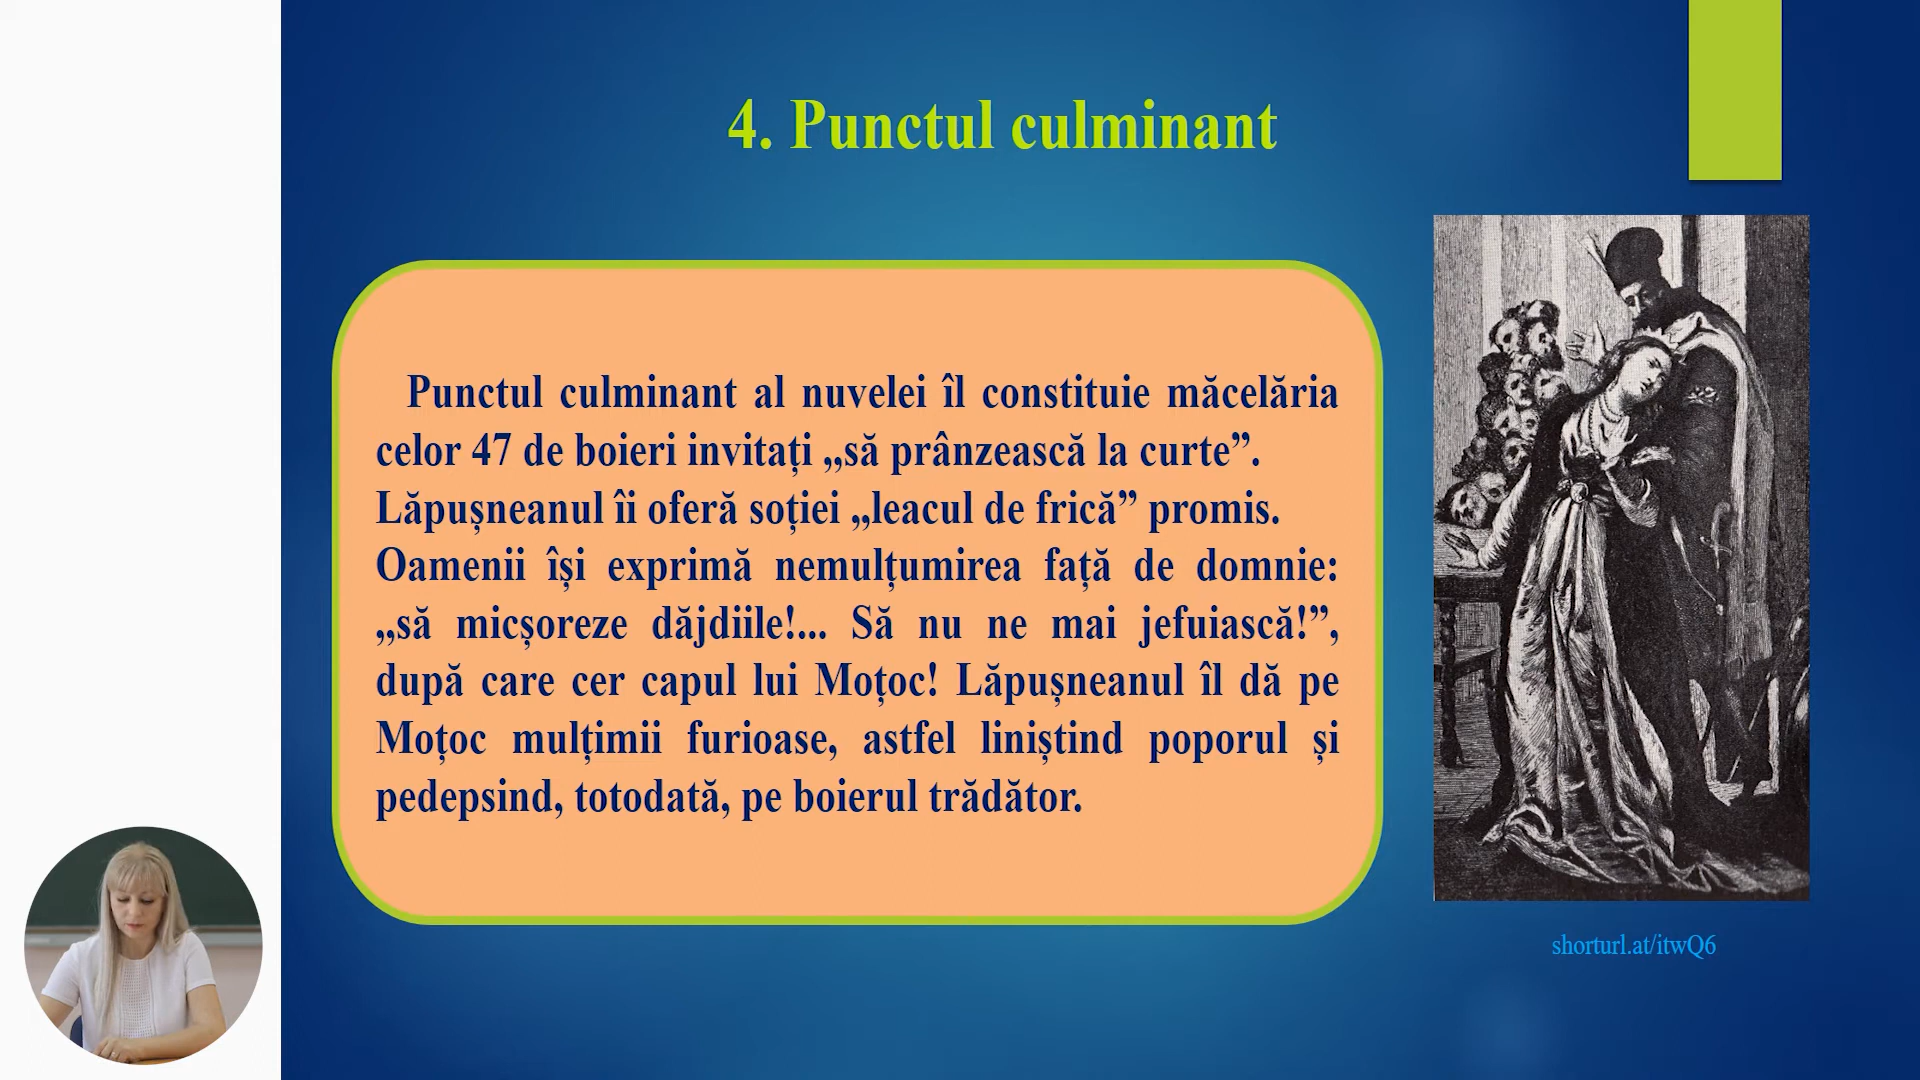 4. Punctul culminant
Punctul culminant al nuvelei îl constituie măcelăria
celor 47 de boieri invitați „să prânzească la curte”.
Lăpușneanul îi oferă soției „leacul de frică” promis.
Oamenii își exprimă nemulțumirea față de domnie:
„să micșoreze dăjdiile!... Să nu ne mai jefuiască!”,
după care cer capul lui Moțoc! Lăpușneanul îl dă pe
Moțoc mulțimii furioase, astfel liniștind poporul și
pedepsind, totodată, pe boierul trădător.
shorturl.at/itwQ6